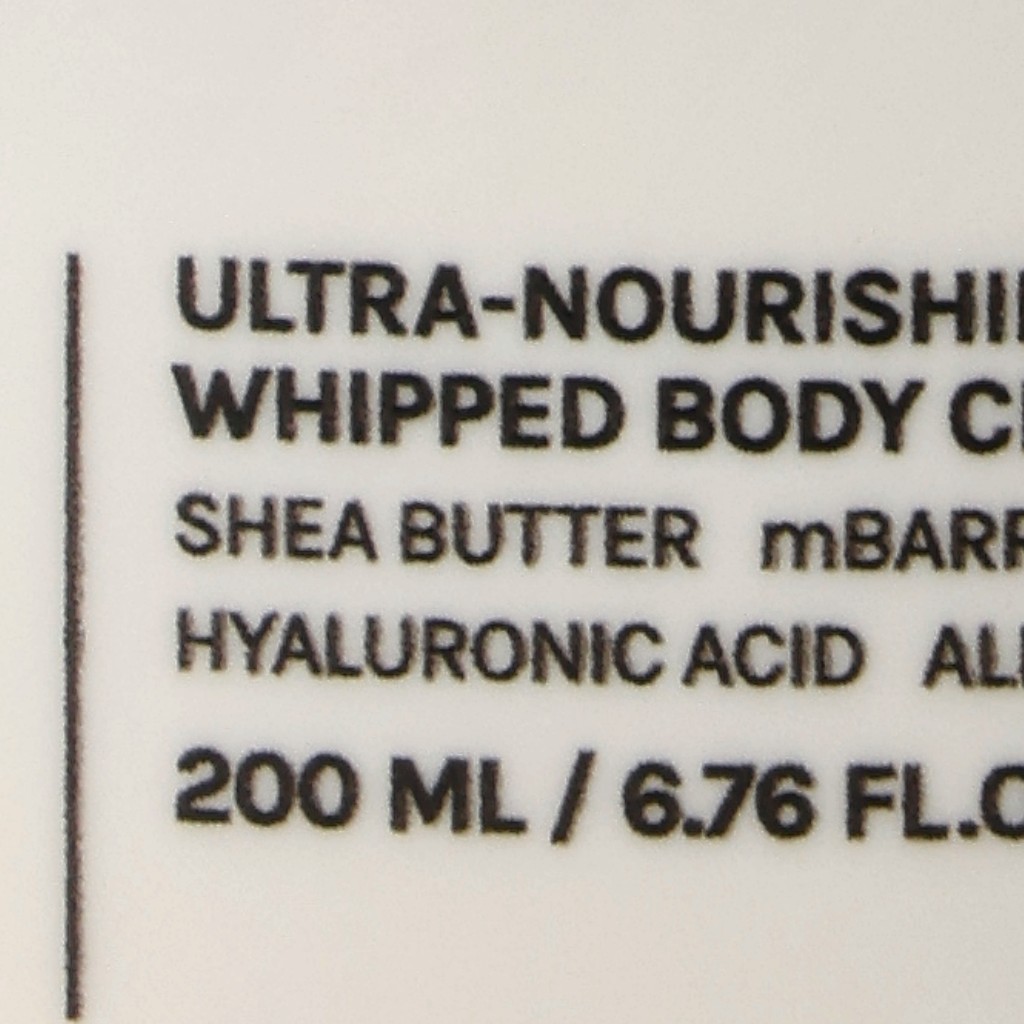 ULTRA-NOURISHI
WHIPPED BODY C
SHEA BUTTER mBARR
HYALURONIC ACID AL
200 ML / 6.76 FL.O